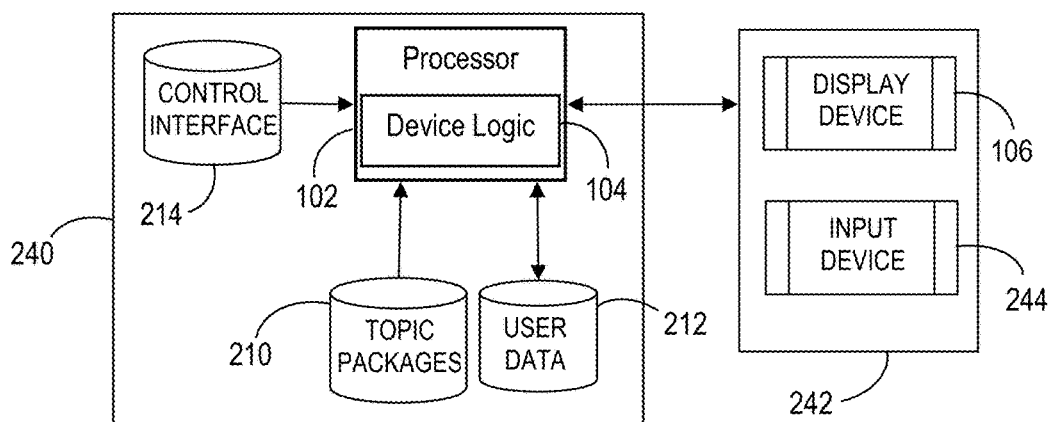 Processor
Device Logic
CONTROL
INTERFACE
214
102
104
240
210
TOPIC
PACKAGES
USER
DATA
212
DISPLAY
DEVICE
106
INPUT
DEVICE
244
242